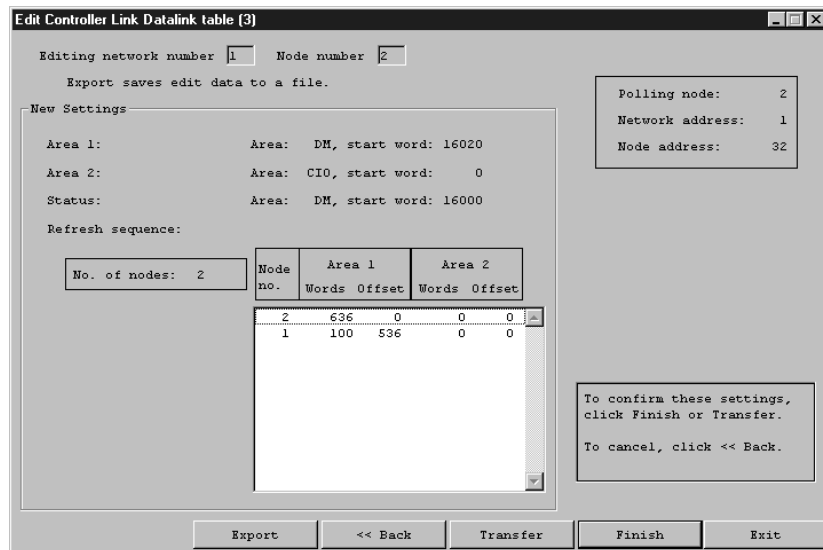 Edit Controller Link Datalink table (3)
Editing network number 1 Node number 2
Export saves edit data to a file.
Polling node: 2
Network address: 1
Node address: 32
New Settings
Area 1: Area: DM, start word: 16020
Area 2: Area: CIO, start word: 0
Status: Area: DM, start word: 16000
Refresh sequence:
No. of nodes: 2
Node no. Area 1 Area 2
Words Offset Words Offset
2 636 0 0 0
1 100 536 0 0
To confirm these settings,
click Finish or Transfer.
To cancel, click << Back.
Export << Back Transfer Finish Exit